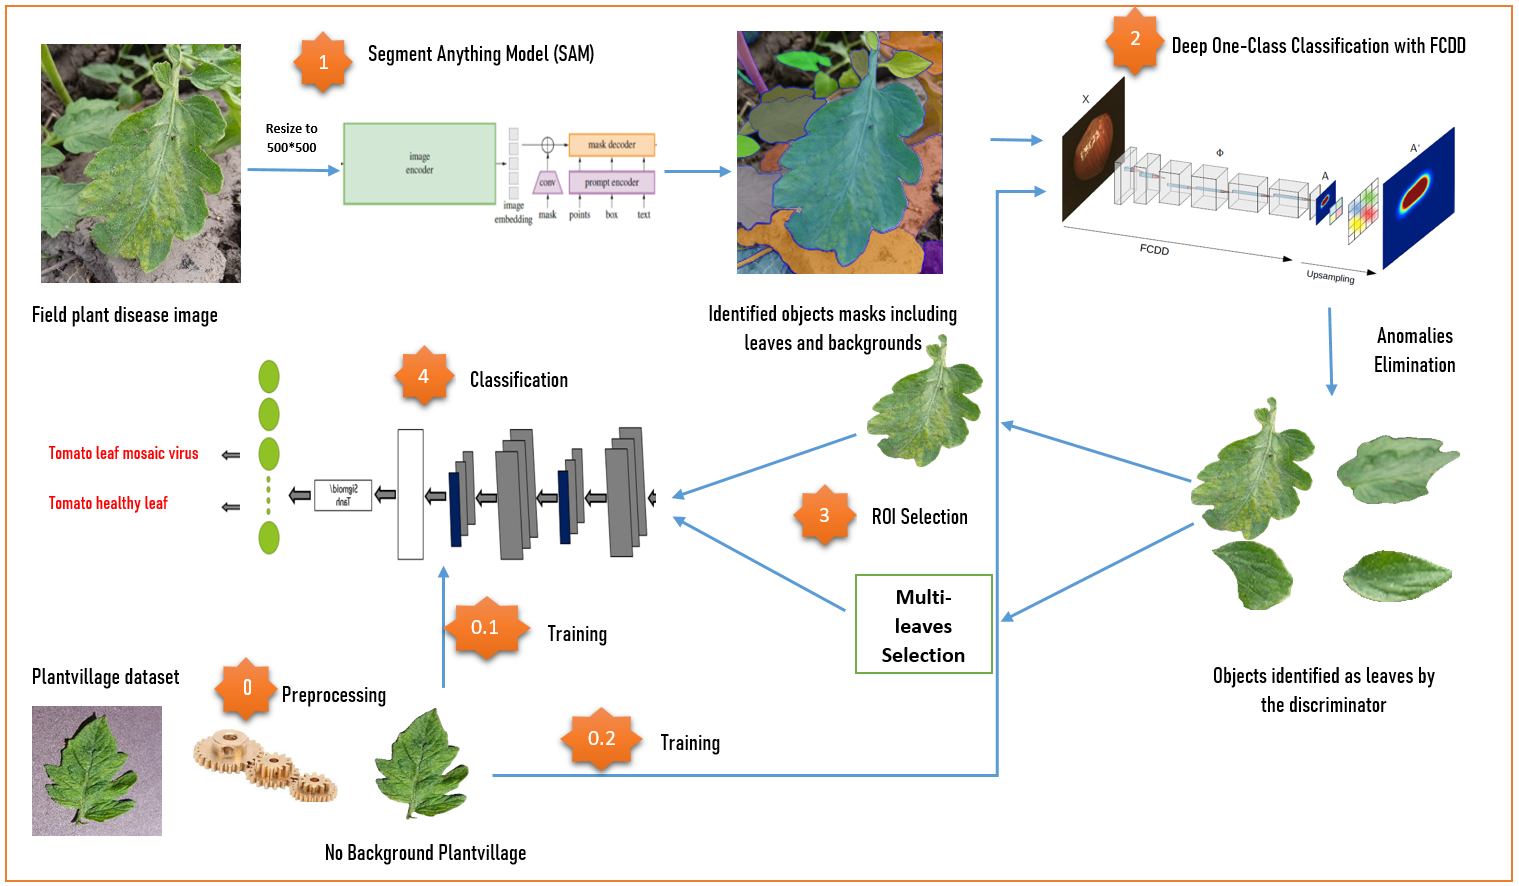 1
Segment Anything Model (SAM)
2
Deep One-Class Classification with FCDD
Resize to
500*500
image
encoder
image
embedding
conv
mask decoder
prompt encoder
mask
points
box
text
X
Φ
A
A'
FCDD
Upsampling
Field plant disease image
Identified objects masks including
leaves and backgrounds
Anomalies
Elimination
4
Classification
Tomato leaf mosaic virus
Tomato healthy leaf
Sigmoid/
Tanh
3
ROI Selection
Multi-
leaves
Selection
Objects identified as leaves by
the discriminator
0.1
Training
Plantvillage dataset
0
Preprocessing
0.2
Training
No Background Plantvillage